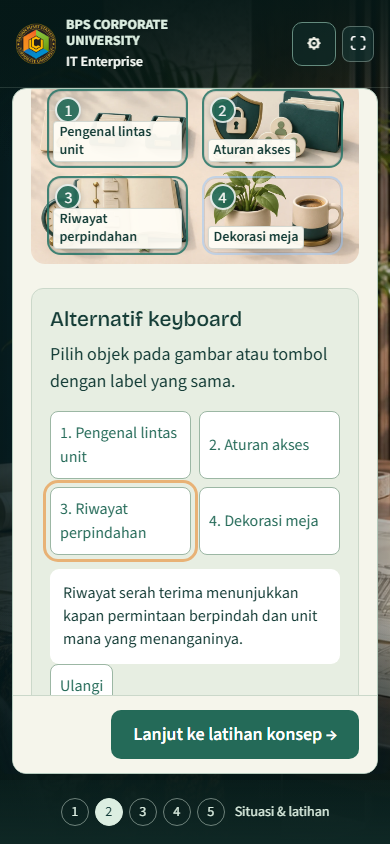 BPS CORPORATE
UNIVERSITY
IT Enterprise
1
Pengenal lintas
unit
2
Aturan akses
3
Riwayat
perpindahan
4
Dekorasi meja
Alternatif keyboard
Pilih objek pada gambar atau tombol
dengan label yang sama.
1. Pengenal lintas
unit
2. Aturan akses
3. Riwayat
perpindahan
4. Dekorasi meja
Riwayat serah terima menunjukkan
kapan permintaan berpindah dan unit
mana yang menanganinya.
Ulangi
Lanjut ke latihan konsep →
1 2 3 4 5 Situasi & latihan